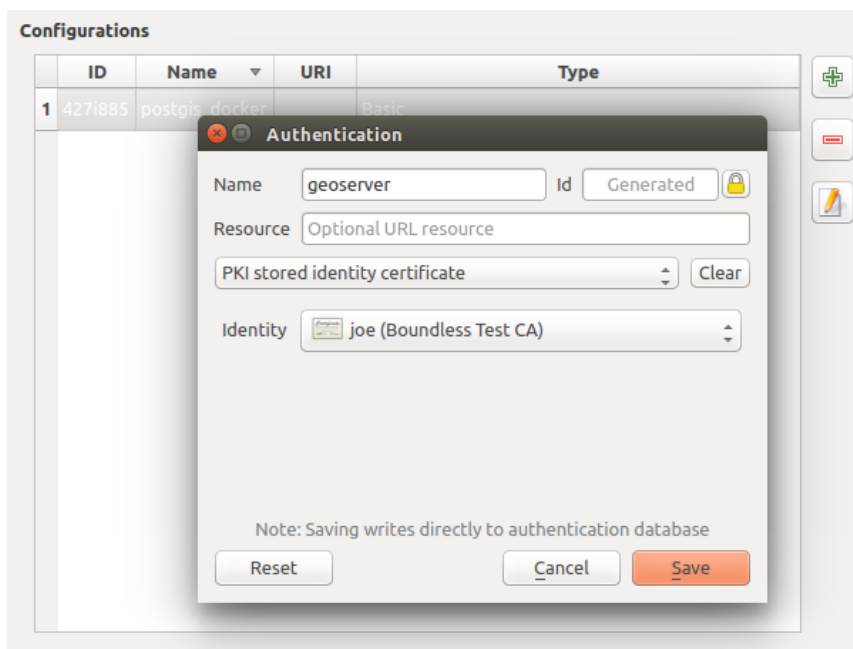 Configurations
ID Name URI Type
1 427i885 postgis_docker Basic
Authentication
Name geoserver Id Generated
Resource Optional URL resource
PKI stored identity certificate Clear
Identity joe (Boundless Test CA)
Note: Saving writes directly to authentication database
Reset Cancel Save